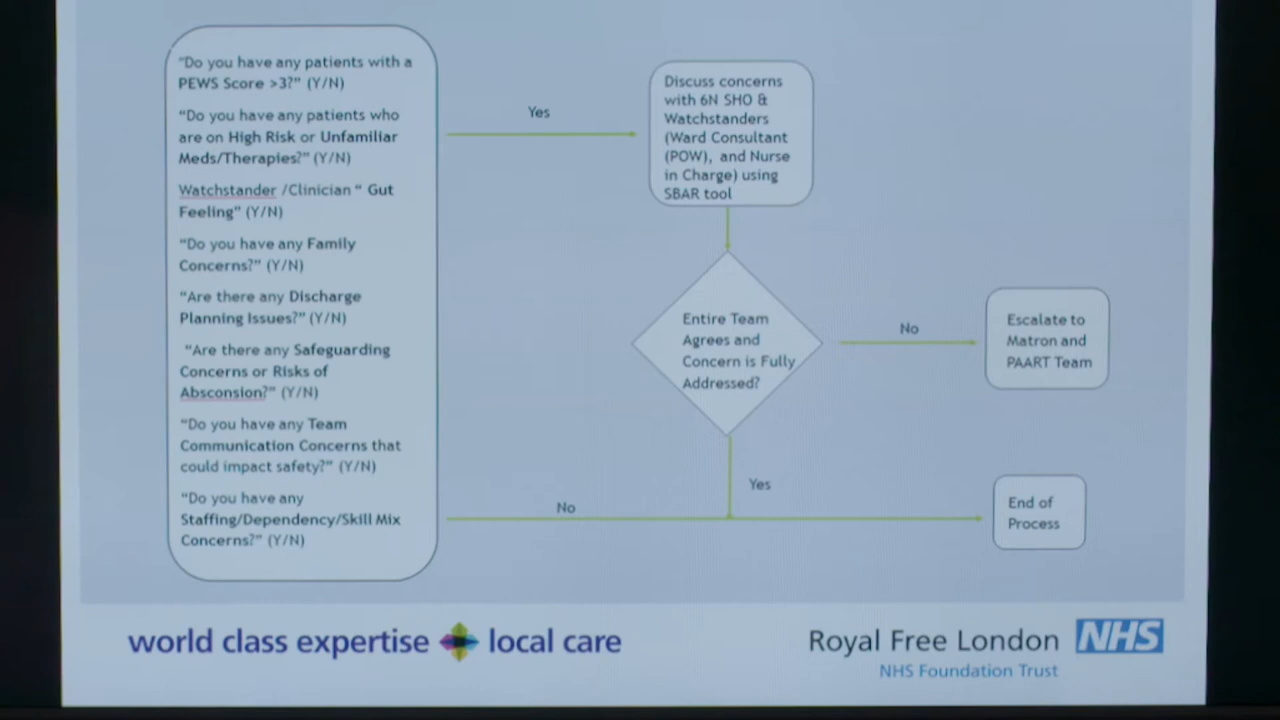 "Do you have any patients with a
PEWS Score >3?" (Y/N)
"Do you have any patients who
are on High Risk or Unfamiliar
Meds/Therapies?" (Y/N)
Watchstander /Clinician " Gut
Feeling" (Y/N)
"Do you have any Family
Concerns?" (Y/N)
"Are there any Discharge
Planning Issues?" (Y/N)
"Are there any Safeguarding
Concerns or Risks of
Absconsion?" (Y/N)
"Do you have any Team
Communication Concerns that
could impact safety?" (Y/N)
"Do you have any
Staffing/Dependency/Skill Mix
Concerns?" (Y/N)
Yes
Discuss concerns
with 6N SHO &
Watchstanders
(Ward Consultant
(POW), and Nurse
in Charge) using
SBAR tool
Entire Team
Agrees and
Concern is Fully
Addressed?
No
Escalate to
Matron and
PAART Team
Yes
No
End of
Process
world class expertise local care
Royal Free London NHS
NHS Foundation Trust